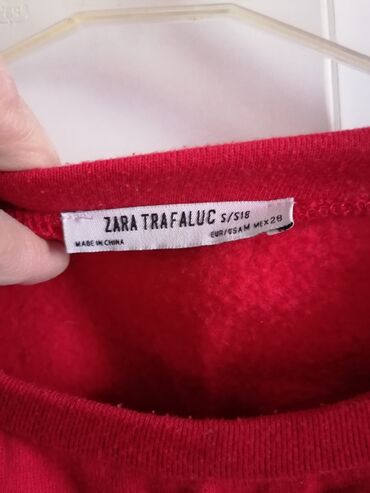 ZARA TRAFALUC S/S18
MADE IN CHINA EUR/USA M MEX 28